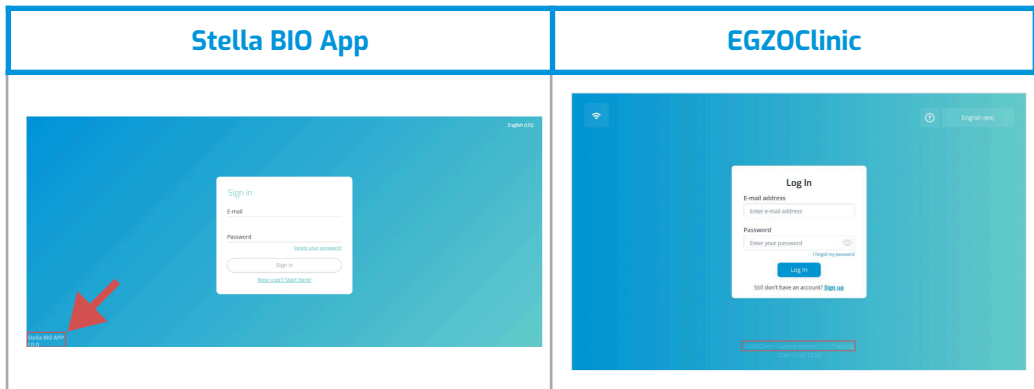 Stella BIO App
EGZOClinic
English (US)
Sign in
E-mail
Password
Forgot your password?
Sign in
New user? Start here!
Stella BIO APP
English (en)
Log In
E-mail address
Enter e-mail address
Password
Enter your password
I forgot my password
Log In
Still don't have an account? Sign up